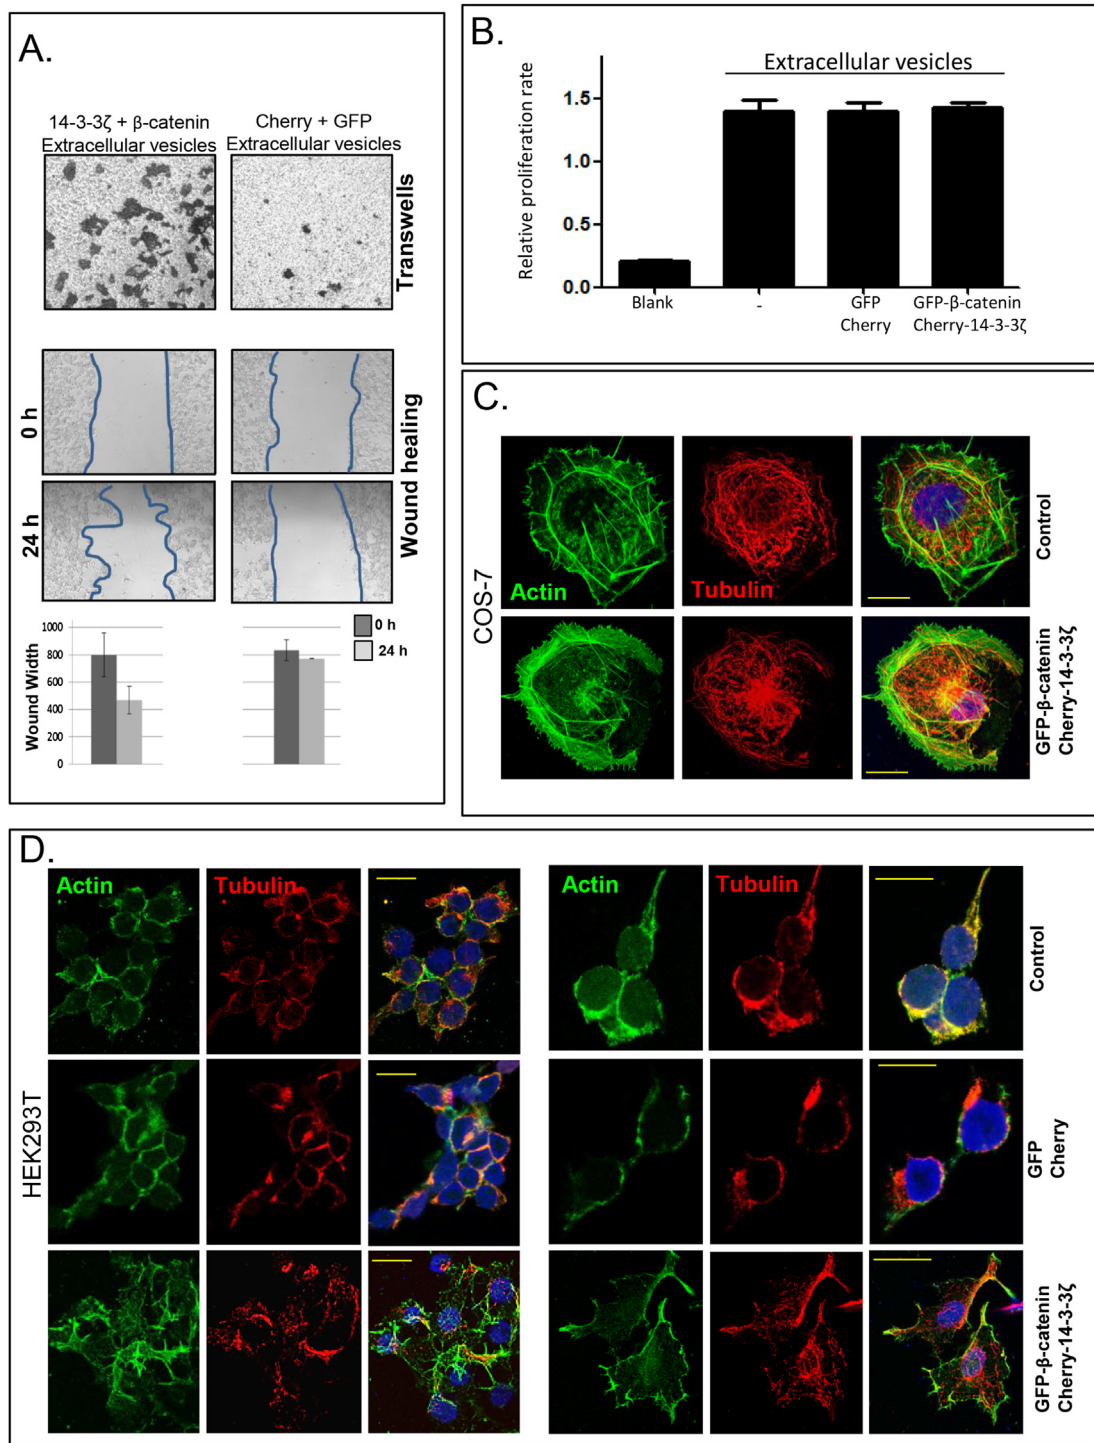 A.
14-3-3ζ + β-catenin
Extracellular vesicles
Cherry + GFP
Extracellular vesicles
Transwells
0 h
24 h
Wound healing
Wound Width
1000
800
600
400
200
0
0 h
24 h
B.
Extracellular vesicles
Relative proliferation rate
1.5
1.0
0.5
0.0
Blank
-
GFP
Cherry
GFP-β-catenin
Cherry-14-3-3ζ
C.
COS-7
Actin
Tubulin
Control
GFP-β-catenin
Cherry-14-3-3ζ
D.
HEK293T
Actin
Tubulin
Actin
Tubulin
Control
GFP
Cherry
GFP-β-catenin
Cherry-14-3-3ζ